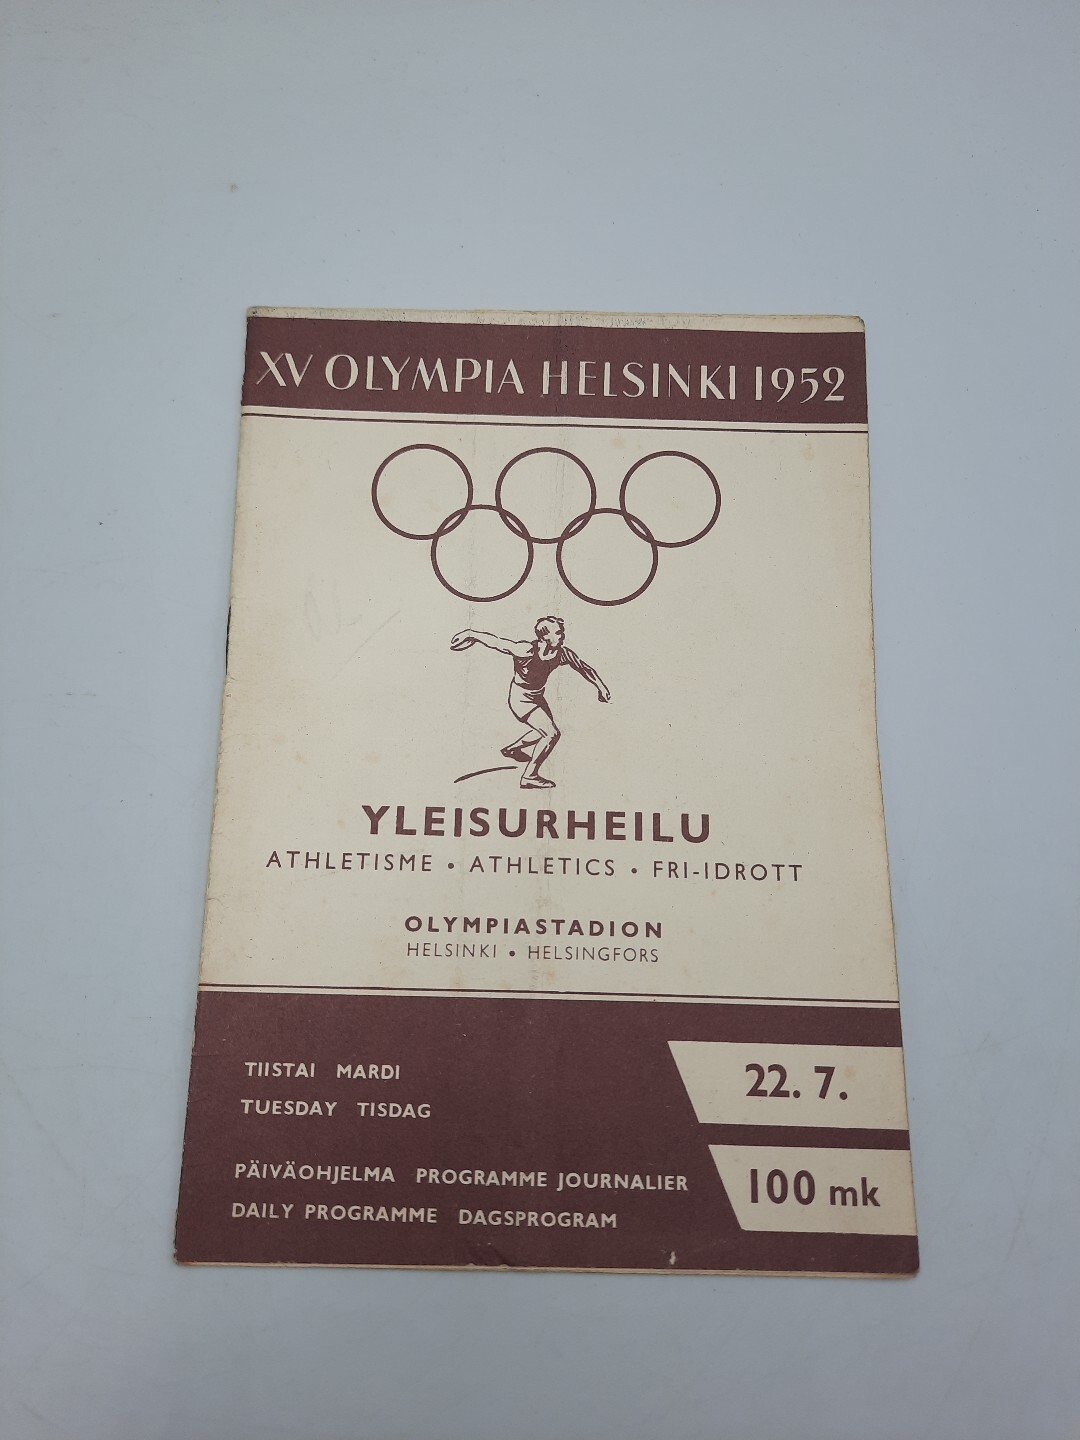 XV OLYMPIA HELSINKI 1952
YLEISURHEILU
ATHLETISME • ATHLETICS • FRI-IDROTT
OLYMPIASTADION
HELSINKI • HELSINGFORS
TIISTAI MARDI
TUESDAY TISDAG
22. 7.
PÄIVÄOHJELMA PROGRAMME JOURNALIER
DAILY PROGRAMME DAGSPROGRAM
100 mk